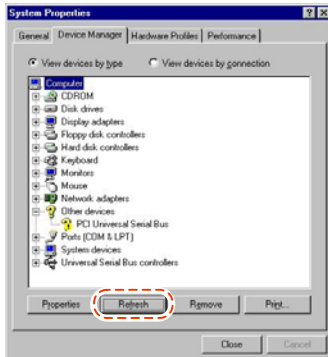 System Properties
General Device Manager Hardware Profiles Performance
View devices by type View devices by connection
Computer
CDROM
Disk drives
Display adapters
Floppy disk controllers
Hard disk controllers
Keyboard
Monitors
Mouse
Network adapters
Other devices
PCI Universal Serial Bus
Ports (COM & LPT)
System devices
Universal Serial Bus controllers
Properties Refresh Remove Print...
Close Cancel